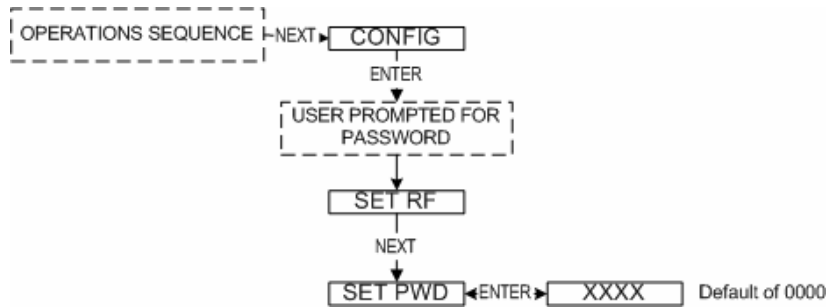 OPERATIONS SEQUENCE
NEXT
CONFIG
ENTER
USER PROMPTED FOR
PASSWORD
SET RF
NEXT
SET PWD
ENTER
XXXX
Default of 0000